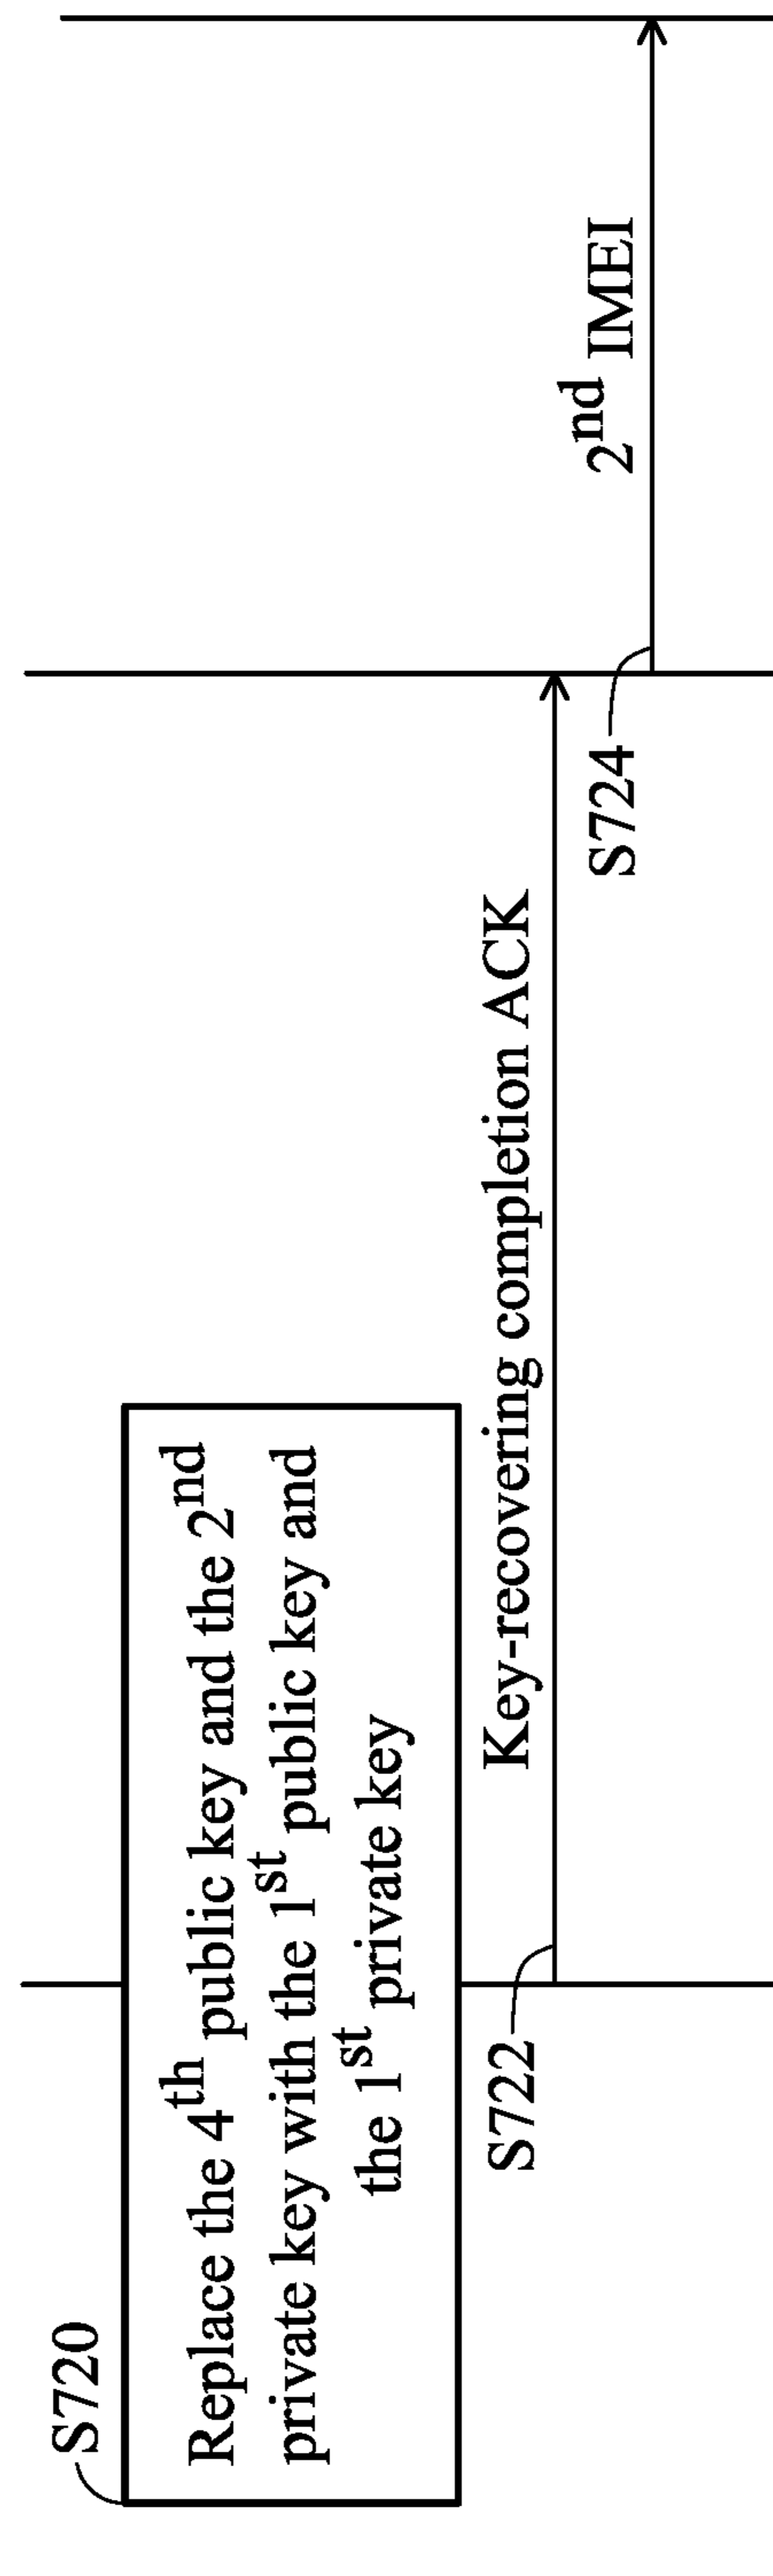 S720
Replace the 4th public key and the 2nd
private key with the 1st public key and
the 1st private key
Key-recovering completion ACK
S722
2nd IMEI
S724